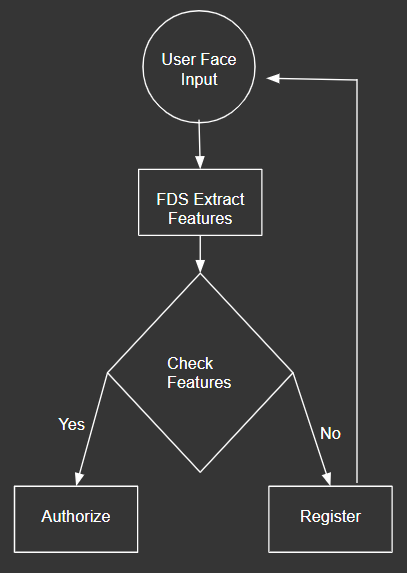 User Face
Input
FDS Extract
Features
Check
Features
Yes
No
Authorize
Register